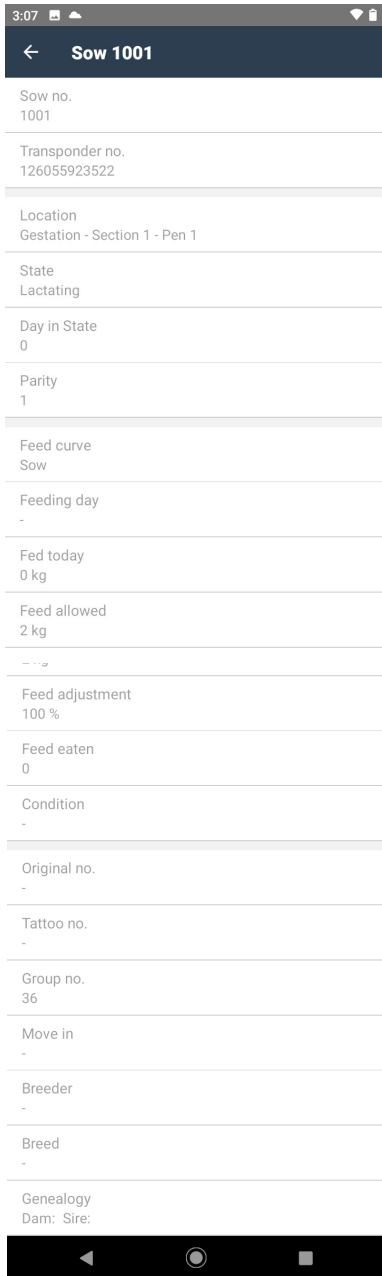 3:07
Sow 1001
Sow no.
1001
Transponder no.
126055923522
Location
Gestation - Section 1 - Pen 1
State
Lactating
Day in State
0
Parity
1
Feed curve
Sow
Feeding day
-
Fed today
0 kg
Feed allowed
2 kg
Feed adjustment
100 %
Feed eaten
0
Condition
-
Original no.
-
Tattoo no.
-
Group no.
36
Move in
-
Breeder
-
Breed
-
Genealogy
Dam: Sire: